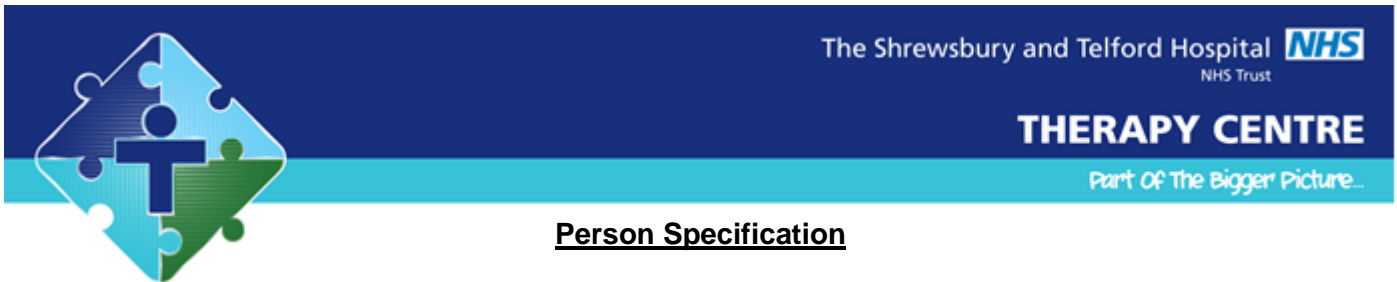 The Shrewsbury and Telford Hospital NHS
NHS Trust
THERAPY CENTRE
Part Of The Bigger Picture...
T
Person Specification